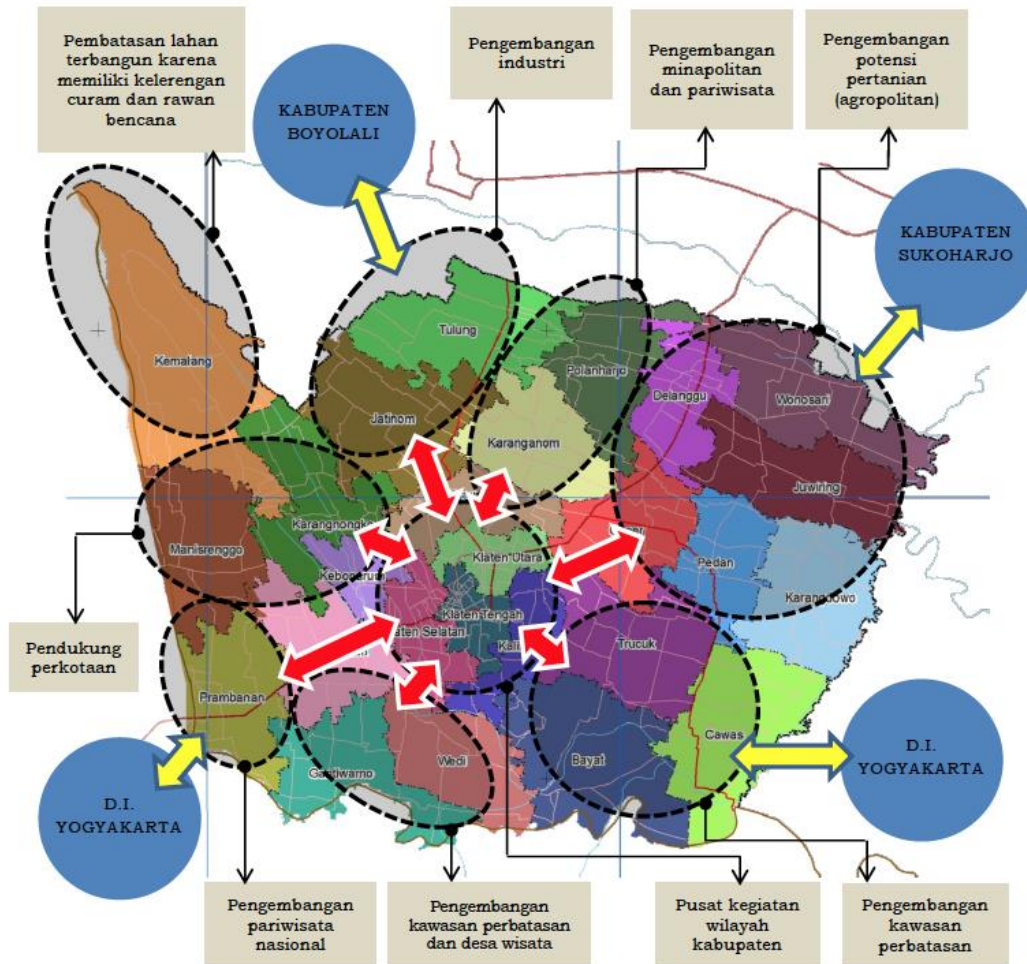 Pembatasan lahan
terbangun karena
memiliki kelerengan
curam dan rawan
bencana
KABUPATEN
BOYOLALI
Pengembangan
industri
Pengembangan
minapolitan
dan pariwisata
Pengembangan
potensi
pertanian
(agropolitan)
KABUPATEN
SUKOHARJO
Kemalang
Tulung
Jatinom
Polanharjo
Karanganom
Delanggu
Wonosari
Juwiring
Manisrenggo
Karangnongko
Kebonarum
Klaten Utara
Klaten Tengah
Klaten Selatan
Pedan
Karangdowo
Trucuk
Prambanan
Gantiwarno
Wedi
Bayat
Cawas
Pendukung
perkotaan
D.I.
YOGYAKARTA
D.I.
YOGYAKARTA
Pengembangan
pariwisata
nasional
Pengembangan
kawasan perbatasan
dan desa wisata
Pusat kegiatan
wilayah
kabupaten
Pengembangan
kawasan
perbatasan